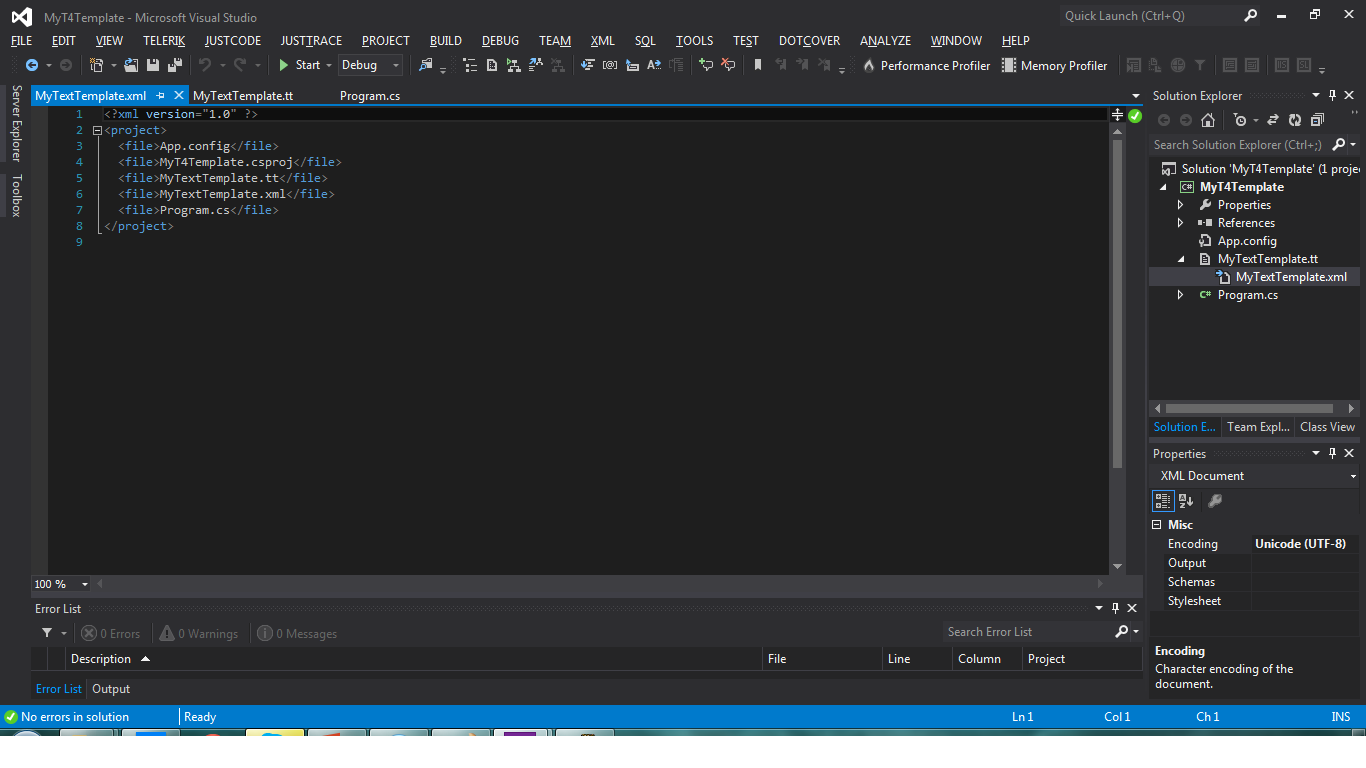 MyT4Template - Microsoft Visual Studio
Quick Launch (Ctrl+Q)
FILE EDIT VIEW TELERIK JUSTCODE JUSTTRACE PROJECT BUILD DEBUG TEAM XML SQL TOOLS TEST DOTCOVER ANALYZE WINDOW HELP
Start Debug Performance Profiler Memory Profiler
Server Explorer
Toolbox
MyTextTemplate.xml MyTextTemplate.tt Program.cs
1 <?xml version="1.0" ?>
2 <project>
3 <file>App.config</file>
4 <file>MyT4Template.csproj</file>
5 <file>MyTextTemplate.tt</file>
6 <file>MyTextTemplate.xml</file>
7 <file>Program.cs</file>
8 </project>
9
100 %
Solution Explorer
Search Solution Explorer (Ctrl+;)
Solution 'MyT4Template' (1 proje
C# MyT4Template
Properties
References
App.config
MyTextTemplate.tt
MyTextTemplate.xml
C# Program.cs
Solution E... Team Expl... Class View
Properties
XML Document
Misc
Encoding Unicode (UTF-8)
Output
Schemas
Stylesheet
Encoding
Character encoding of the
document.
Error List
0 Errors 0 Warnings 0 Messages
Search Error List
Description File Line Column Project
Error List Output
No errors in solution Ready Ln 1 Col 1 Ch 1 INS